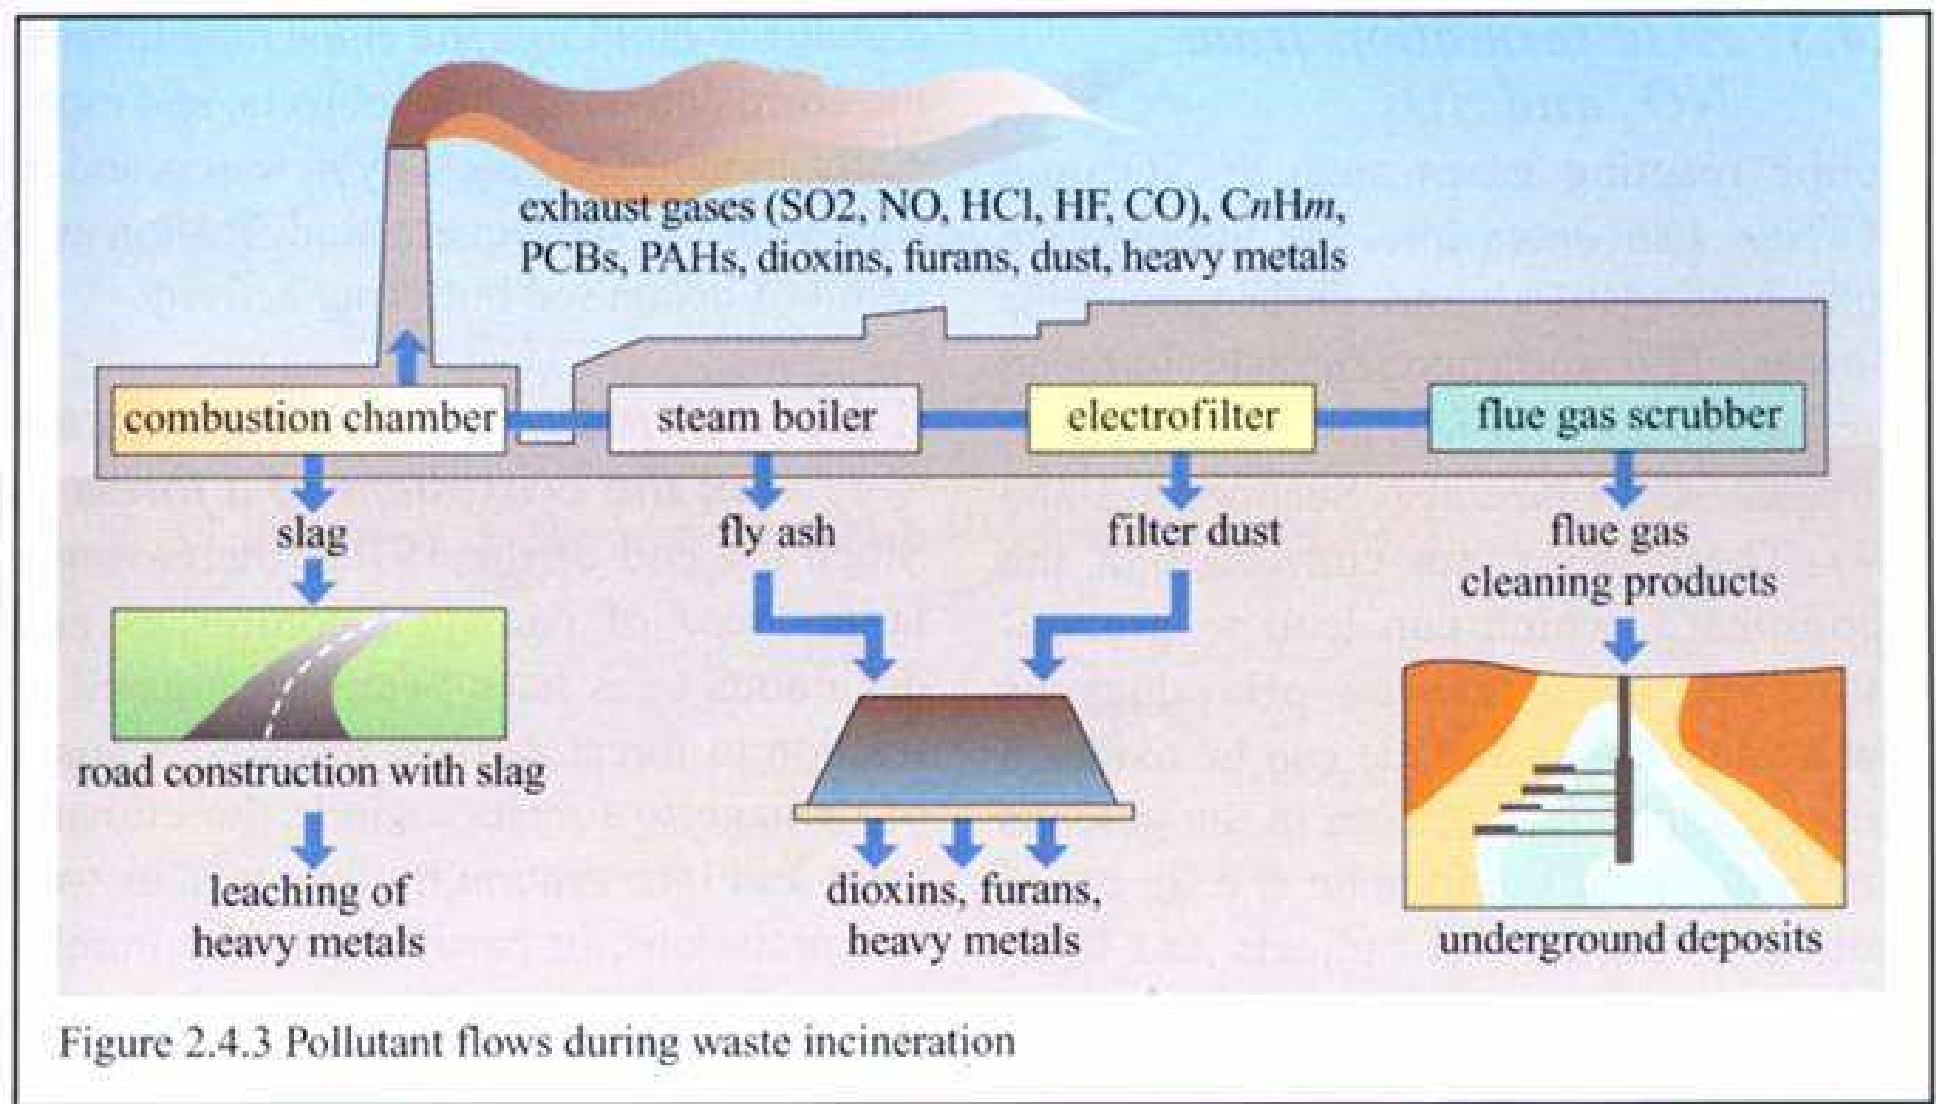 exhaust gases (SO2, NO, HCl, HF, CO), CnHm,
PCBs, PAHs, dioxins, furans, dust, heavy metals
combustion chamber
steam boiler
electrofilter
flue gas scrubber
slag
fly ash
filter dust
flue gas
cleaning products
road construction with slag
leaching of
heavy metals
dioxins, furans,
heavy metals
underground deposits
Figure 2.4.3 Pollutant flows during waste incineration